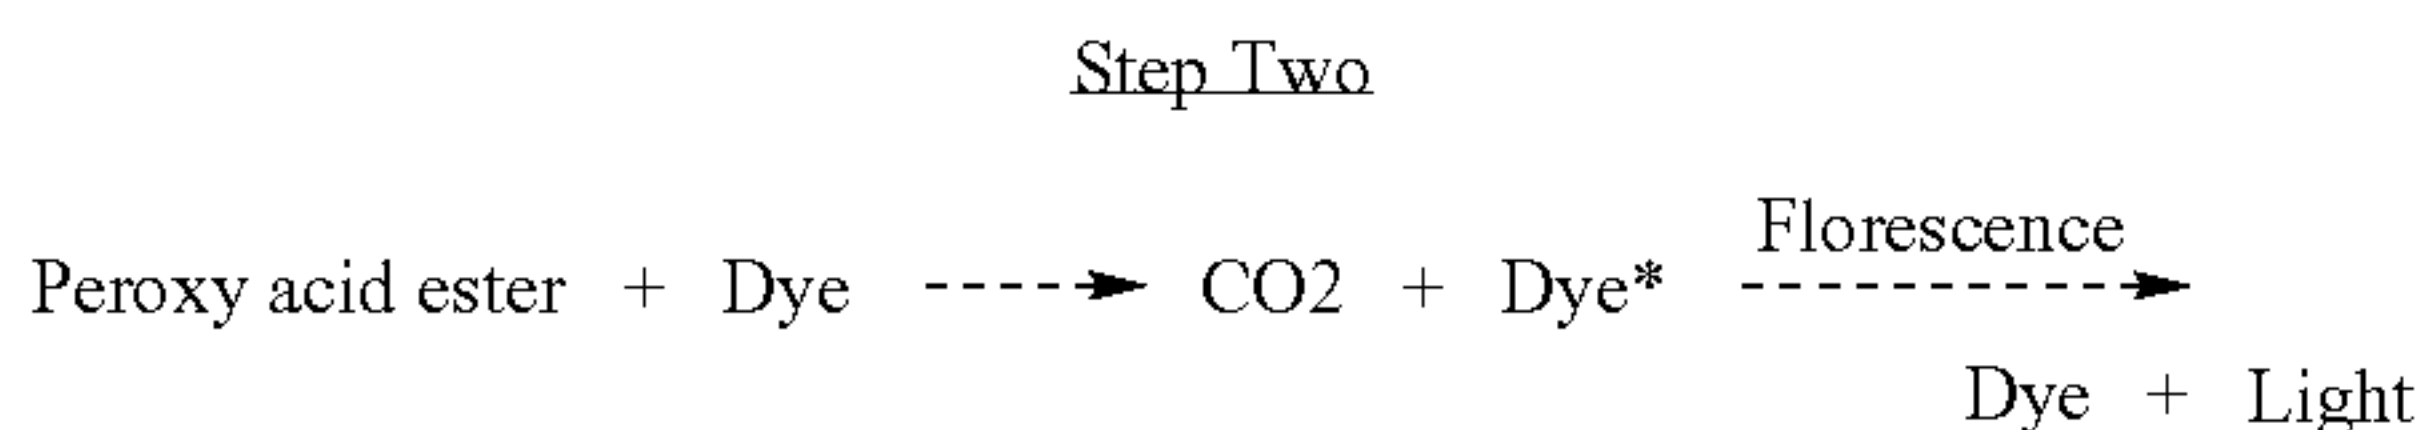 Step Two
Florescence
Peroxy acid ester + Dye CO2 + Dye*
Dye + Light